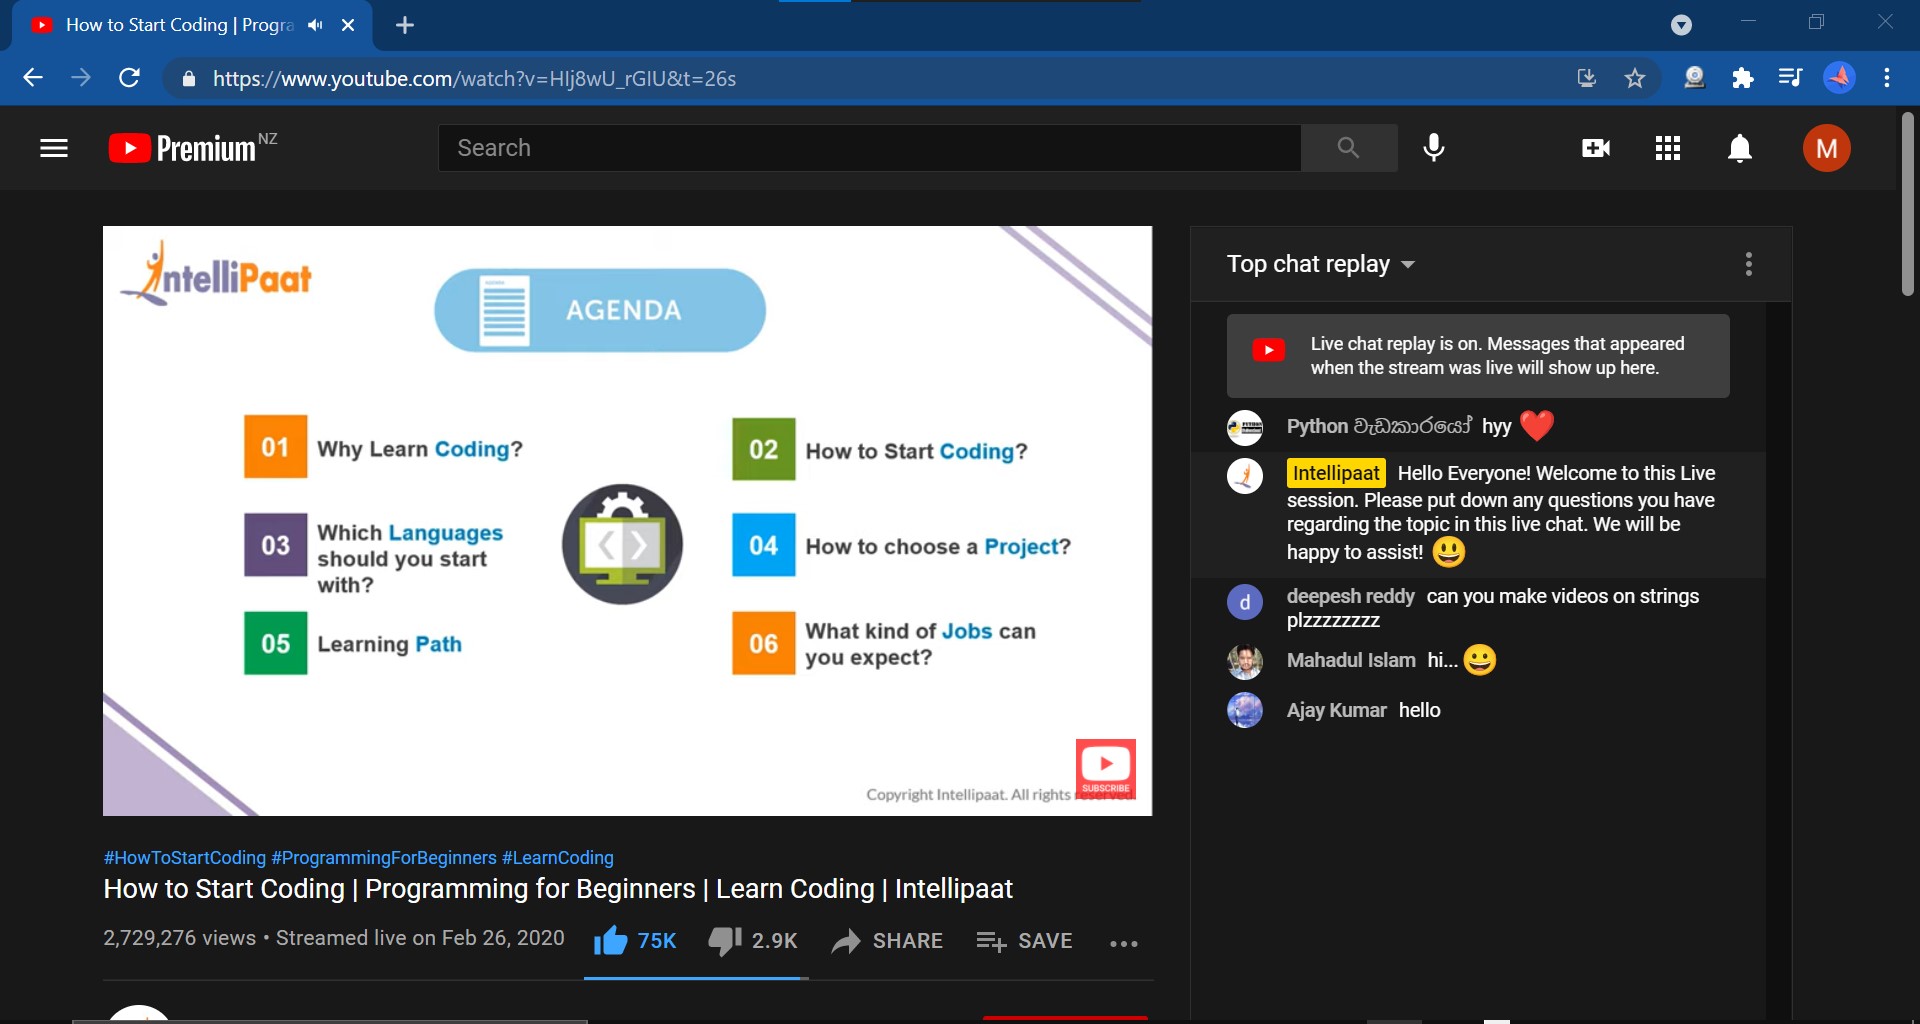 How to Start Coding | Progra
https://www.youtube.com/watch?v=Hlj8wU_rGIU&t=26s
Premium NZ
Search
M
IntelliPaat
AGENDA
01 Why Learn Coding?
02 How to Start Coding?
03 Which Languages
should you start
with?
04 How to choose a Project?
05 Learning Path
06 What kind of Jobs can
you expect?
SUBSCRIBE
Copyright Intellipaat. All rights reserved.
#HowToStartCoding #ProgrammingForBeginners #LearnCoding
How to Start Coding | Programming for Beginners | Learn Coding | Intellipaat
2,729,276 views • Streamed live on Feb 26, 2020
75K
2.9K
SHARE
SAVE
Top chat replay
Live chat replay is on. Messages that appeared
when the stream was live will show up here.
Python වැඩකාරයෝ hyy ❤️
Intellipaat Hello Everyone! Welcome to this Live
session. Please put down any questions you have
regarding the topic in this live chat. We will be
happy to assist! 😃
d
deepesh reddy can you make videos on strings
plzzzzzzzz
Mahadul Islam hi... 😀
Ajay Kumar hello